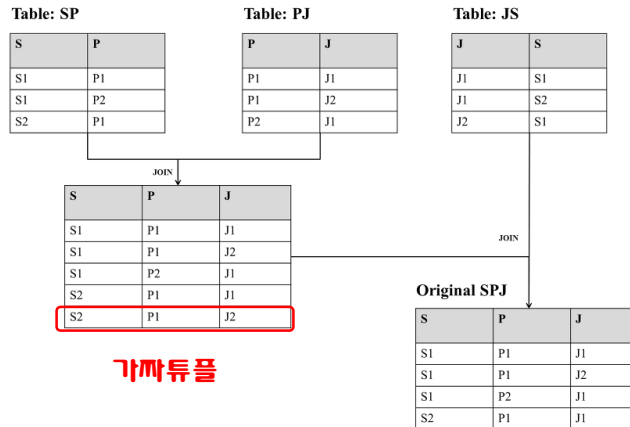 Table: SP Table: PJ Table: JS
S P P J J S
S1 P1 P1 J1 J1 S1
S1 P2 P1 J2 J1 S2
S2 P1 P2 J1 J2 S1
JOIN
S P J
S1 P1 J1
S1 P1 J2
S1 P2 J1
S2 P1 J1
S2 P1 J2
가짜튜플
JOIN
Original SPJ
S P J
S1 P1 J1
S1 P1 J2
S1 P2 J1
S2 P1 J1